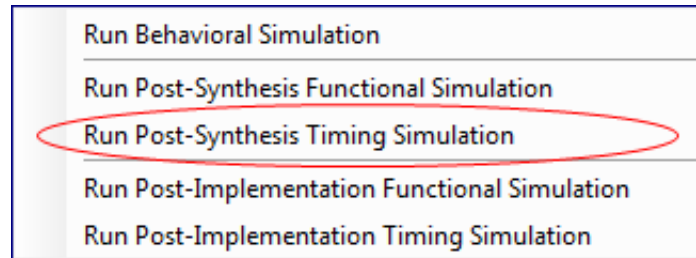 Run Behavioral Simulation
Run Post-Synthesis Functional Simulation
Run Post-Synthesis Timing Simulation
Run Post-Implementation Functional Simulation
Run Post-Implementation Timing Simulation